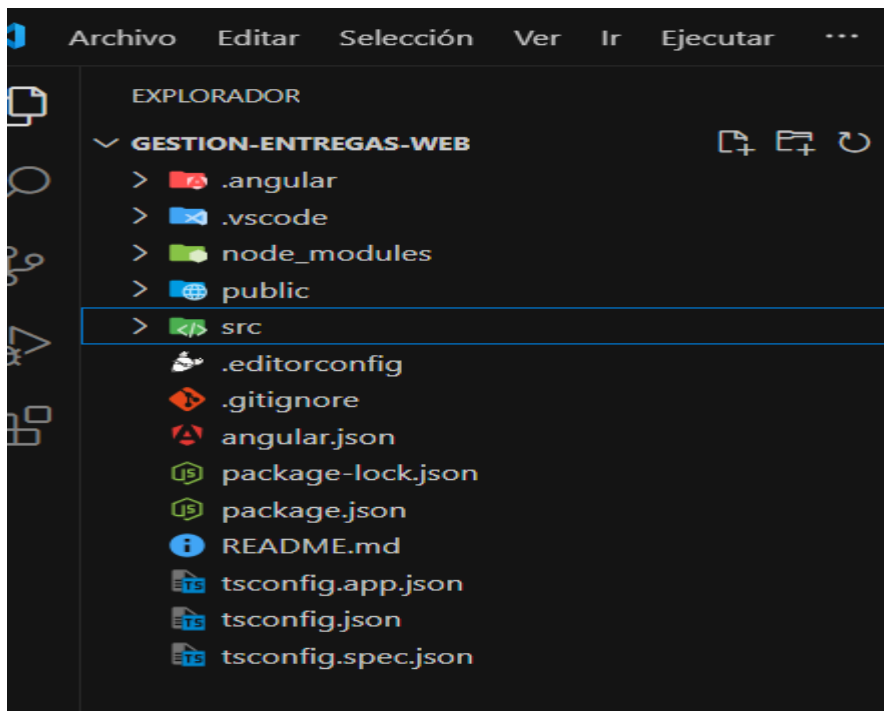 Archivo Editar Selección Ver Ir Ejecutar ...
EXPLORADOR
GESTION-ENTREGAS-WEB
.angular
.vscode
node_modules
public
src
.editorconfig
.gitignore
angular.json
package-lock.json
package.json
README.md
tsconfig.app.json
tsconfig.json
tsconfig.spec.json